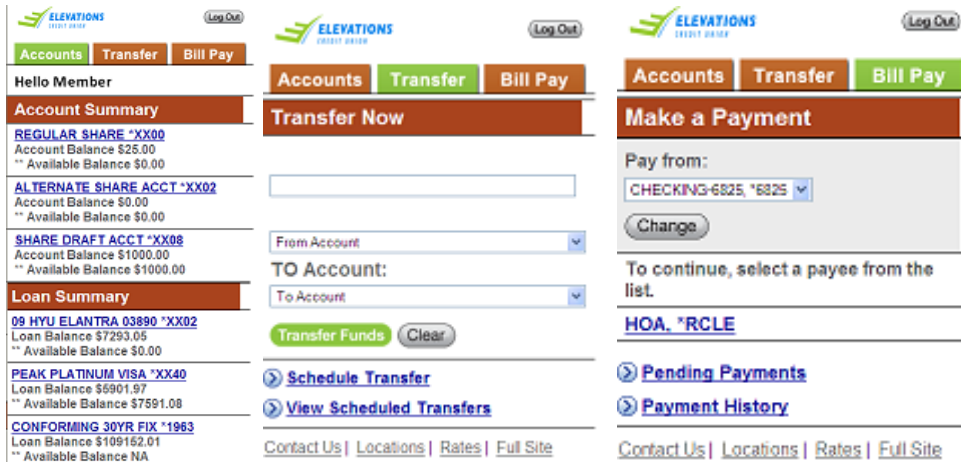 ELEVATIONS
CREDIT UNION
Log Out
Accounts Transfer Bill Pay
Hello Member
Account Summary
REGULAR SHARE *XX00
Account Balance $25.00
** Available Balance $0.00
ALTERNATE SHARE ACCT *XX02
Account Balance $0.00
** Available Balance $0.00
SHARE DRAFT ACCT *XX08
Account Balance $1000.00
** Available Balance $1000.00
Loan Summary
09 HYU ELANTRA 03890 *XX02
Loan Balance $7293.05
** Available Balance $0.00
PEAK PLATINUM VISA *XX40
Loan Balance $6901.97
** Available Balance $7591.08
CONFORMING 30YR FIX *1963
Loan Balance $109152.01
** Available Balance NA
ELEVATIONS
CREDIT UNION
Log Out
Accounts Transfer Bill Pay
Transfer Now
From Account
TO Account:
To Account
Transfer Funds Clear
Schedule Transfer
View Scheduled Transfers
Contact Us | Locations | Rates | Full Site
ELEVATIONS
CREDIT UNION
Log Out
Accounts Transfer Bill Pay
Make a Payment
Pay from:
CHECKING-6825, *6825
Change
To continue, select a payee from the
list.
HOA, *RCLE
Pending Payments
Payment History
Contact Us | Locations | Rates | Full Site